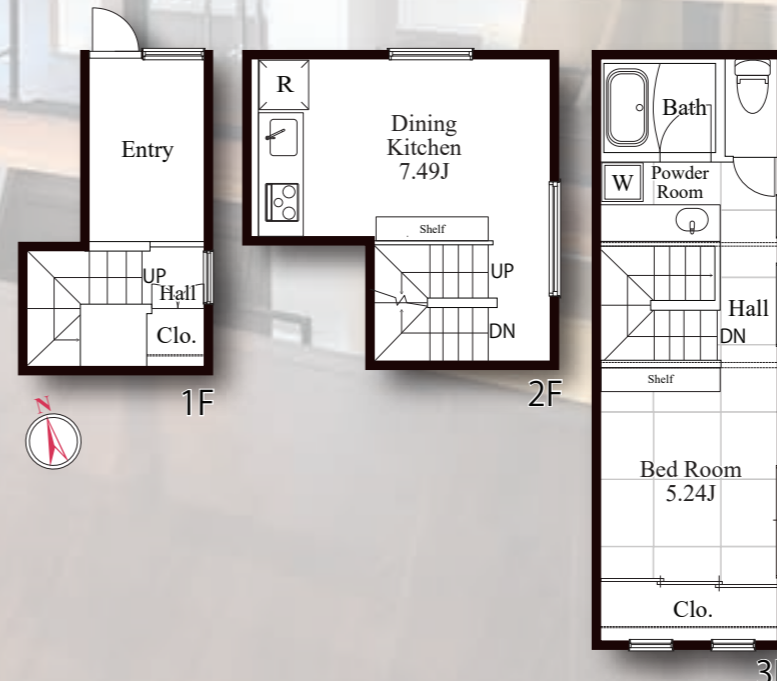 Entry
UP
Hall
Clo.
1F
N
R
Dining
Kitchen
7.49J
Shelf
UP
DN
2F
Bath
W
Powder
Room
Hall
DN
Shelf
Bed Room
5.24J
Clo.
3F